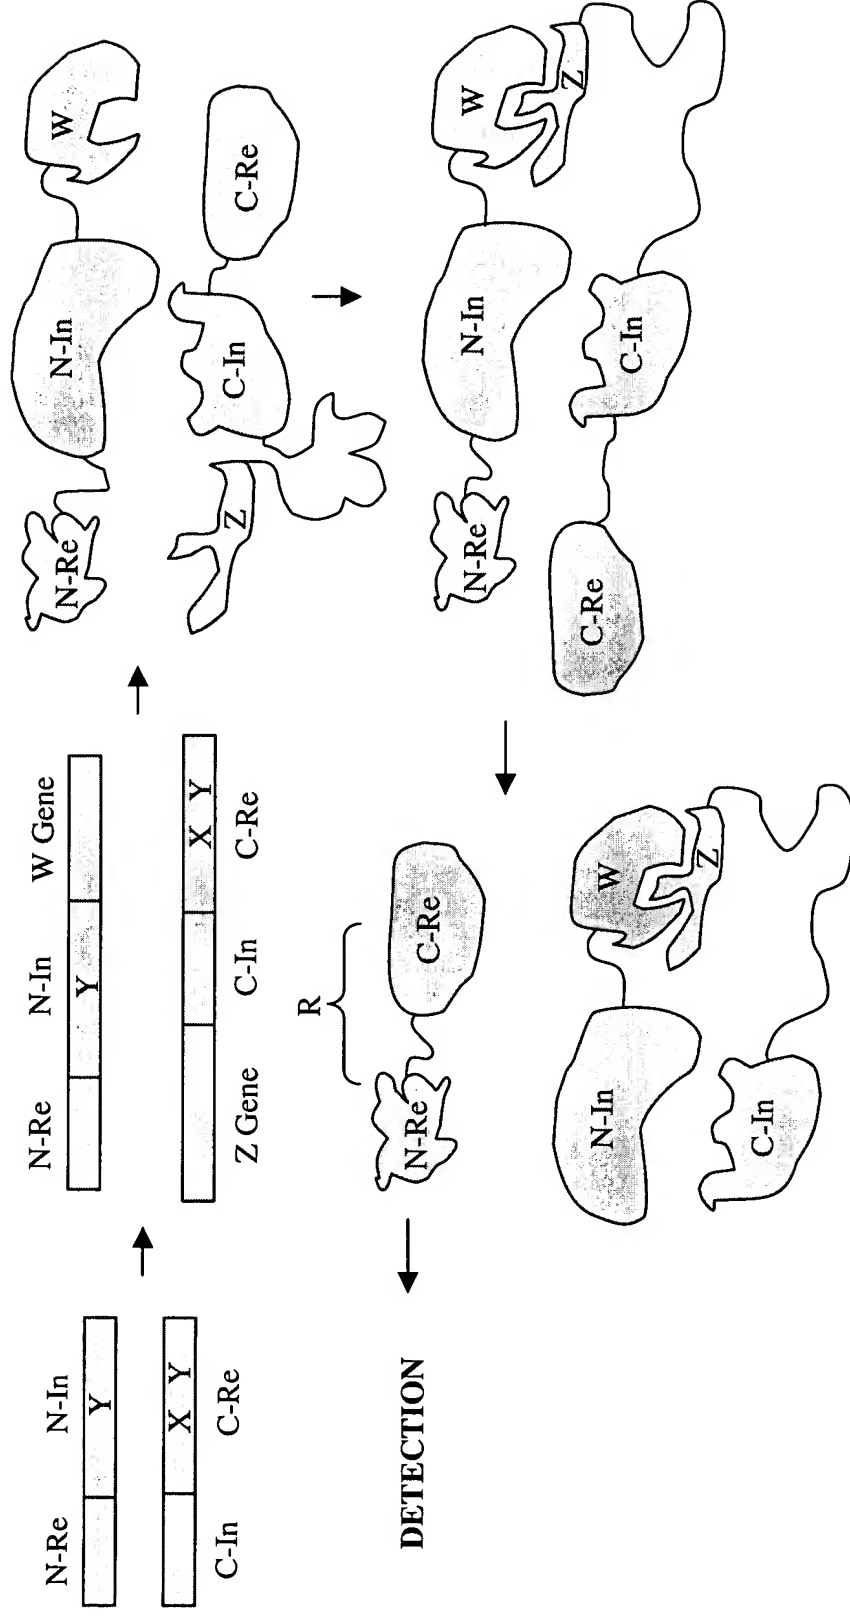 N-Re N-In
Y
X Y
C-In C-Re
N-Re N-In W Gene
Y
X Y
Z Gene C-In C-Re
N-Re N-In W
Z C-In C-Re
N-Re N-In W
Z
C-Re C-In
R
N-Re C-Re
N-In W
Z
C-In
DETECTION